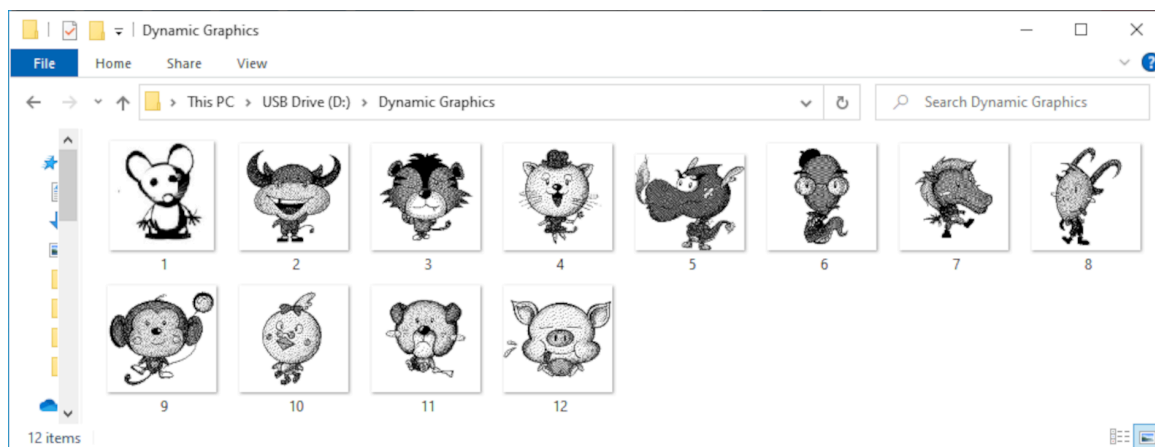 Dynamic Graphics
File Home Share View
This PC > USB Drive (D:) > Dynamic Graphics
Search Dynamic Graphics
1 2 3 4 5 6 7 8
9 10 11 12
12 items